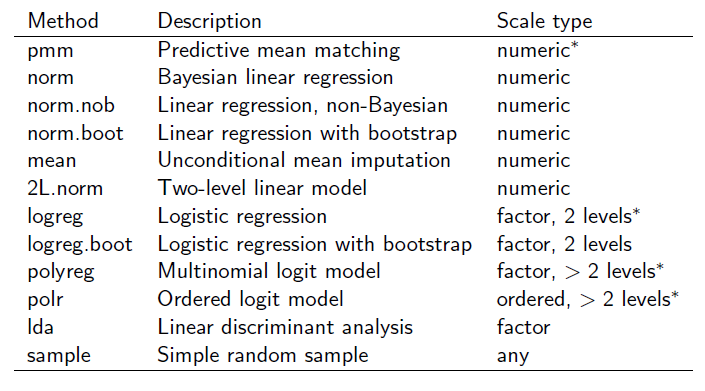 Method Description Scale type
pmm Predictive mean matching numeric*
norm Bayesian linear regression numeric
norm.nob Linear regression, non-Bayesian numeric
norm.boot Linear regression with bootstrap numeric
mean Unconditional mean imputation numeric
2L.norm Two-level linear model numeric
logreg Logistic regression factor, 2 levels*
logreg.boot Logistic regression with bootstrap factor, 2 levels
polyreg Multinomial logit model factor, > 2 levels*
polr Ordered logit model ordered, > 2 levels*
lda Linear discriminant analysis factor
sample Simple random sample any